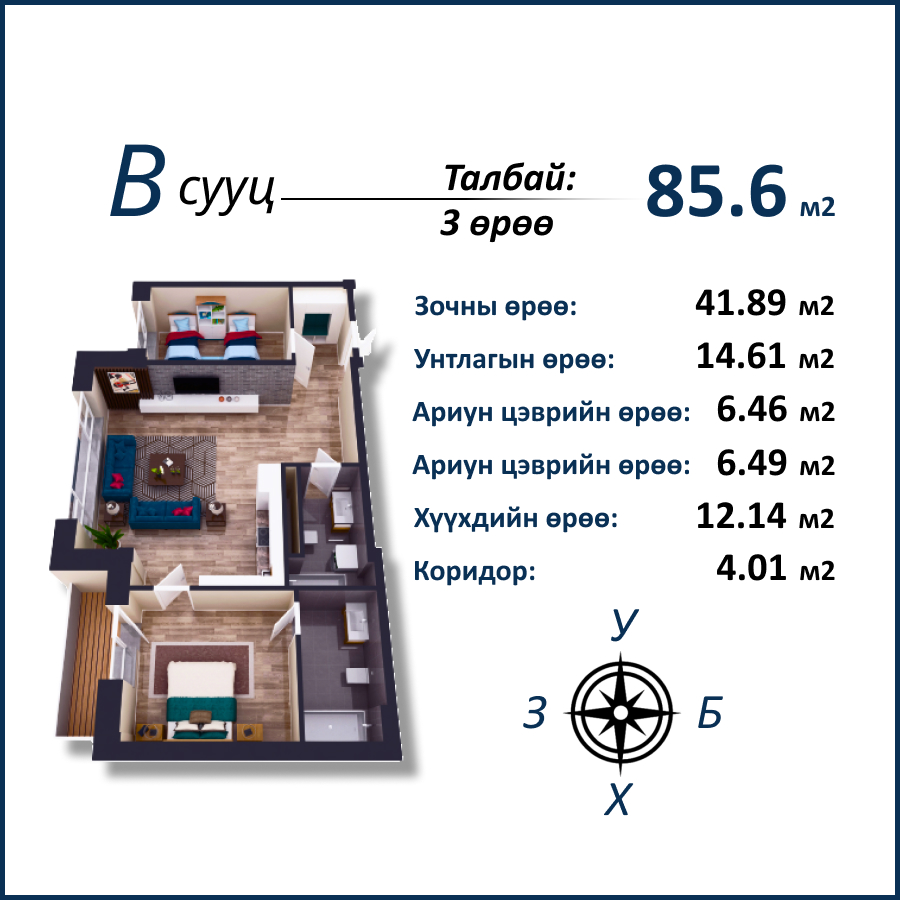 В сууц
Талбай:
3 өрөө
85.6 м2
Зочны өрөө: 41.89 м2
Унтлагын өрөө: 14.61 м2
Ариун цэврийн өрөө: 6.46 м2
Ариун цэврийн өрөө: 6.49 м2
Хүүхдийн өрөө: 12.14 м2
Коридор: 4.01 м2
У
З Б
Х